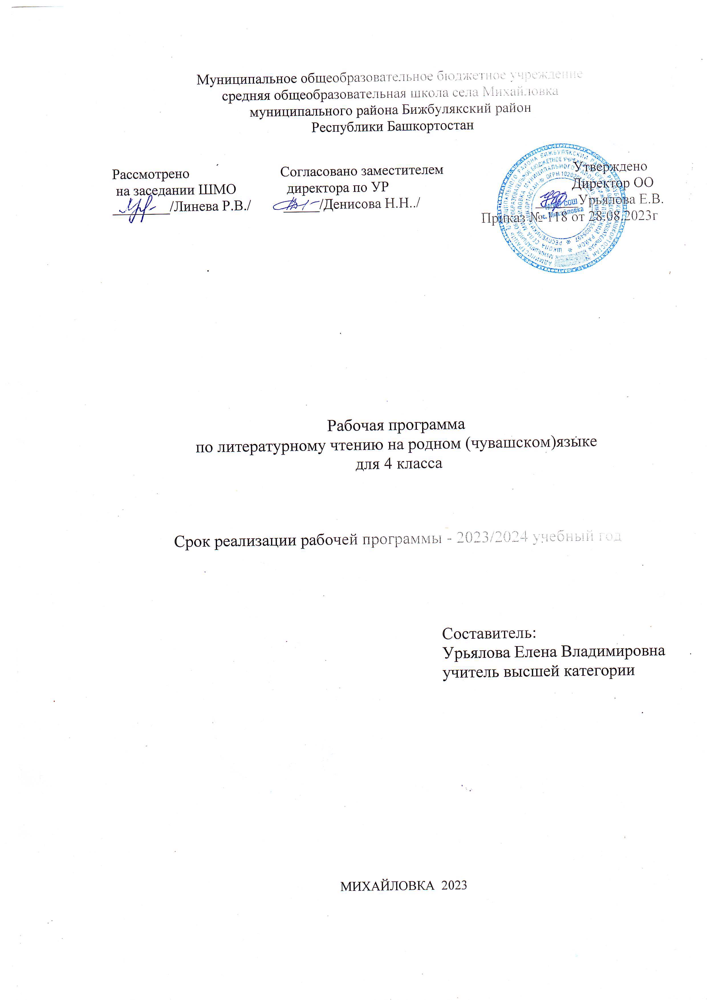 Муниципальное общеобразовательное бюджетное учреждение
средняя общеобразовательная школа села Михайловка
муниципального района Бижбулякский район
Республики Башкортостан
Рассмотрено
на заседании ШМО
/Линева Р.В./
Согласовано заместителем
директора по УР
/Денисова Н.Н../
Утверждено
Директор ОО
Урьялова Е.В.
Приказ № 118 от 28.08.2023г
СОШ
с. Михайловка
Рабочая программа
по литературному чтению на родном (чувашском)языке
для 4 класса
Срок реализации рабочей программы - 2023/2024 учебный год
Составитель:
Урьялова Елена Владимировна
учитель высшей категории
МИХАЙЛОВКА 2023